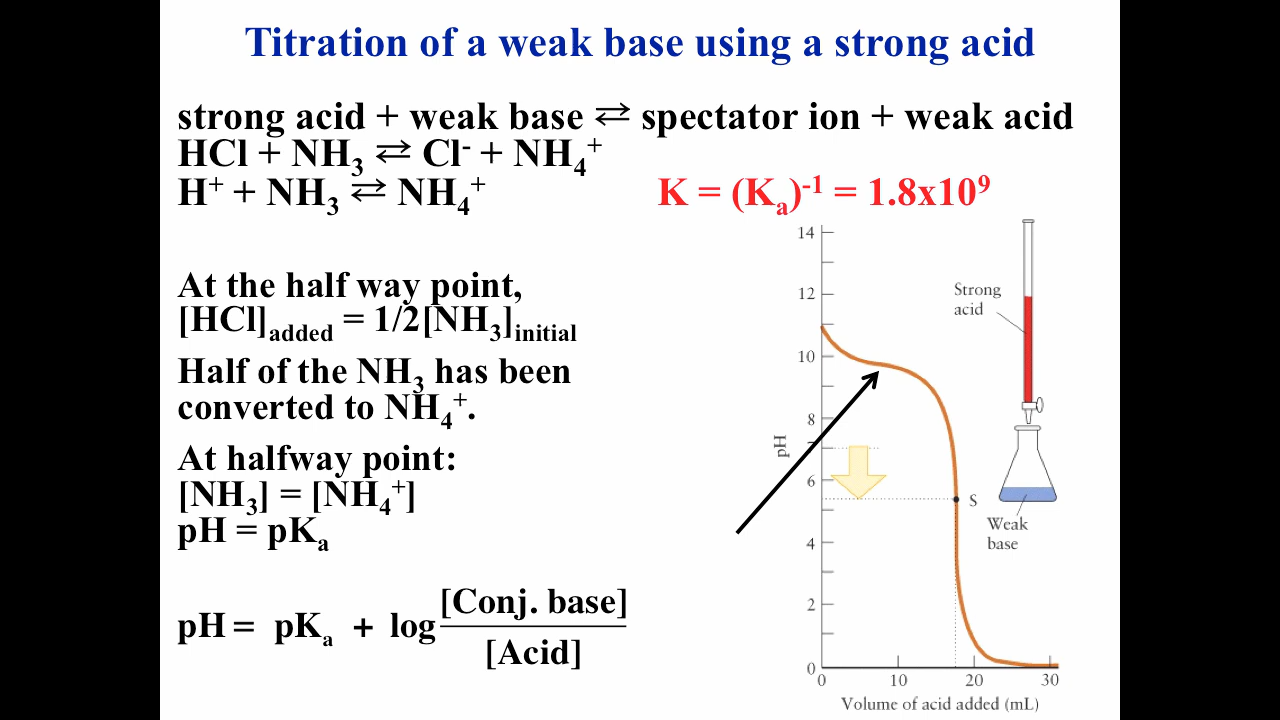 Titration of a weak base using a strong acid
strong acid + weak base ⇄ spectator ion + weak acid
HCl + NH₃ ⇄ Cl⁻ + NH₄⁺
H⁺ + NH₃ ⇄ NH₄⁺
K = (Kₐ)⁻¹ = 1.8x10⁹
At the half way point,
[HCl]added = 1/2[NH₃]initial
Half of the NH₃ has been
converted to NH₄⁺.
At halfway point:
[NH₃] = [NH₄⁺]
pH = pKₐ
pH = pKₐ + log [Conj. base]
[Acid]
14
12
10
8
7
6
4
2
0
pH
Strong
acid
S
Weak
base
0 10 20 30
Volume of acid added (mL)